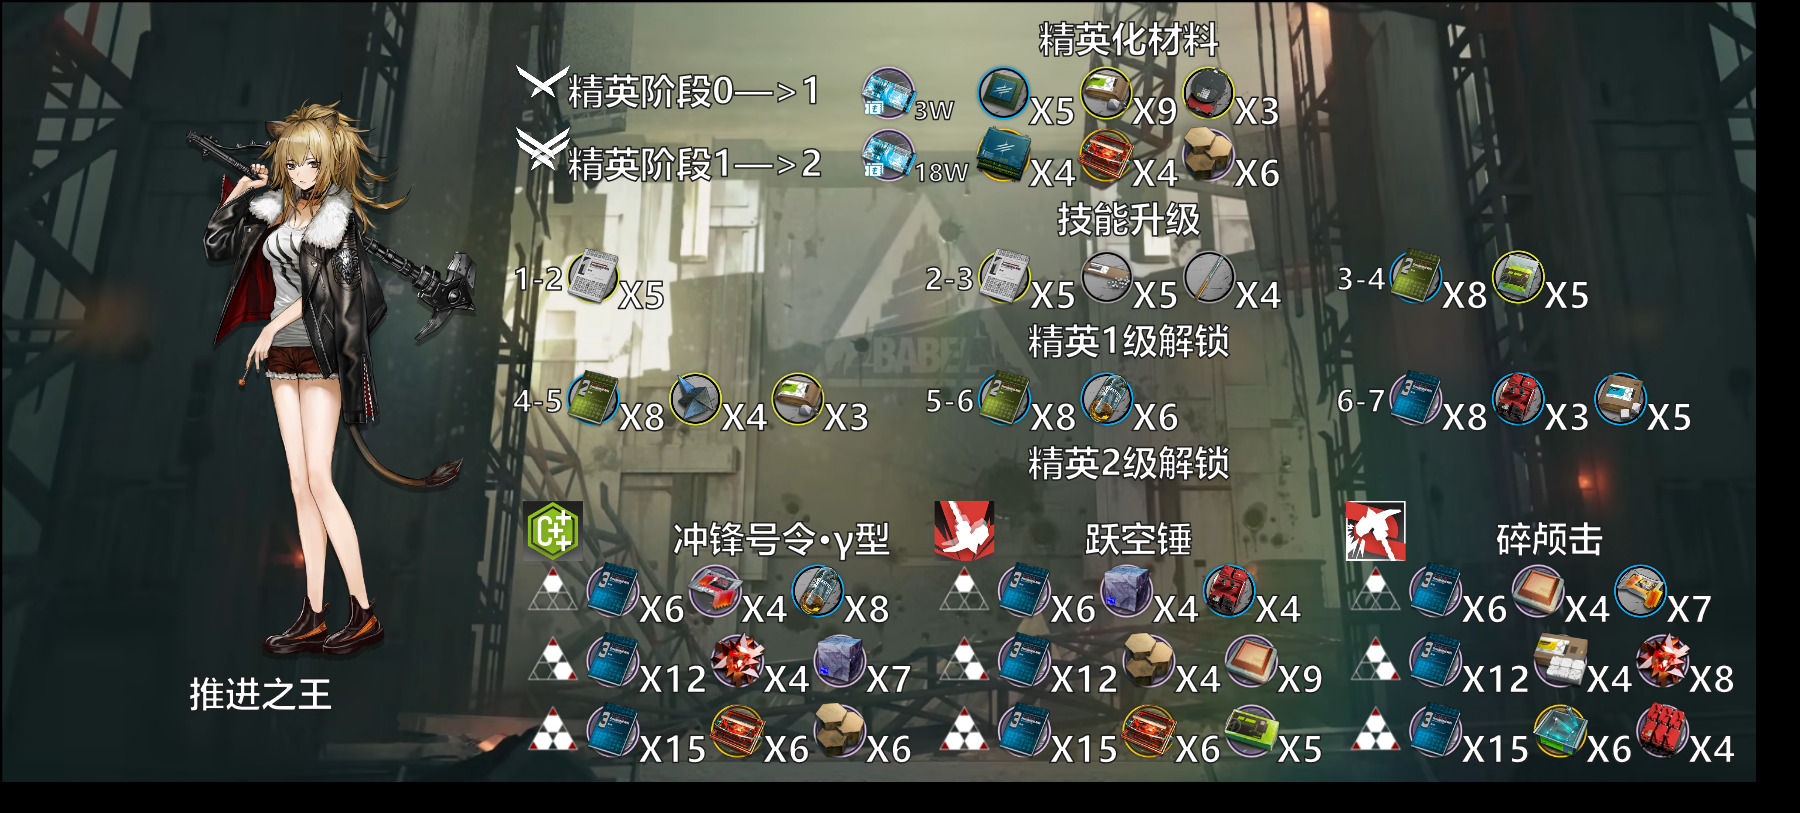 精英化材料
精英阶段0—>1 3W X5 X9 X3
精英阶段1—>2 18W X4 X4 X6
技能升级
1-2 X5 2-3 X5 X5 X4 3-4 X8 X5
精英1级解锁
BABEL
4-5 X8 X4 X3 5-6 X8 X6 6-7 X8 X3 X5
精英2级解锁
冲锋号令·γ型 跃空锤 碎颅击
X6 X4 X8 X6 X4 X4 X6 X4 X7
X12 X4 X7 X12 X4 X9 X12 X4 X8
X15 X6 X6 X15 X6 X5 X15 X6 X4
推进之王